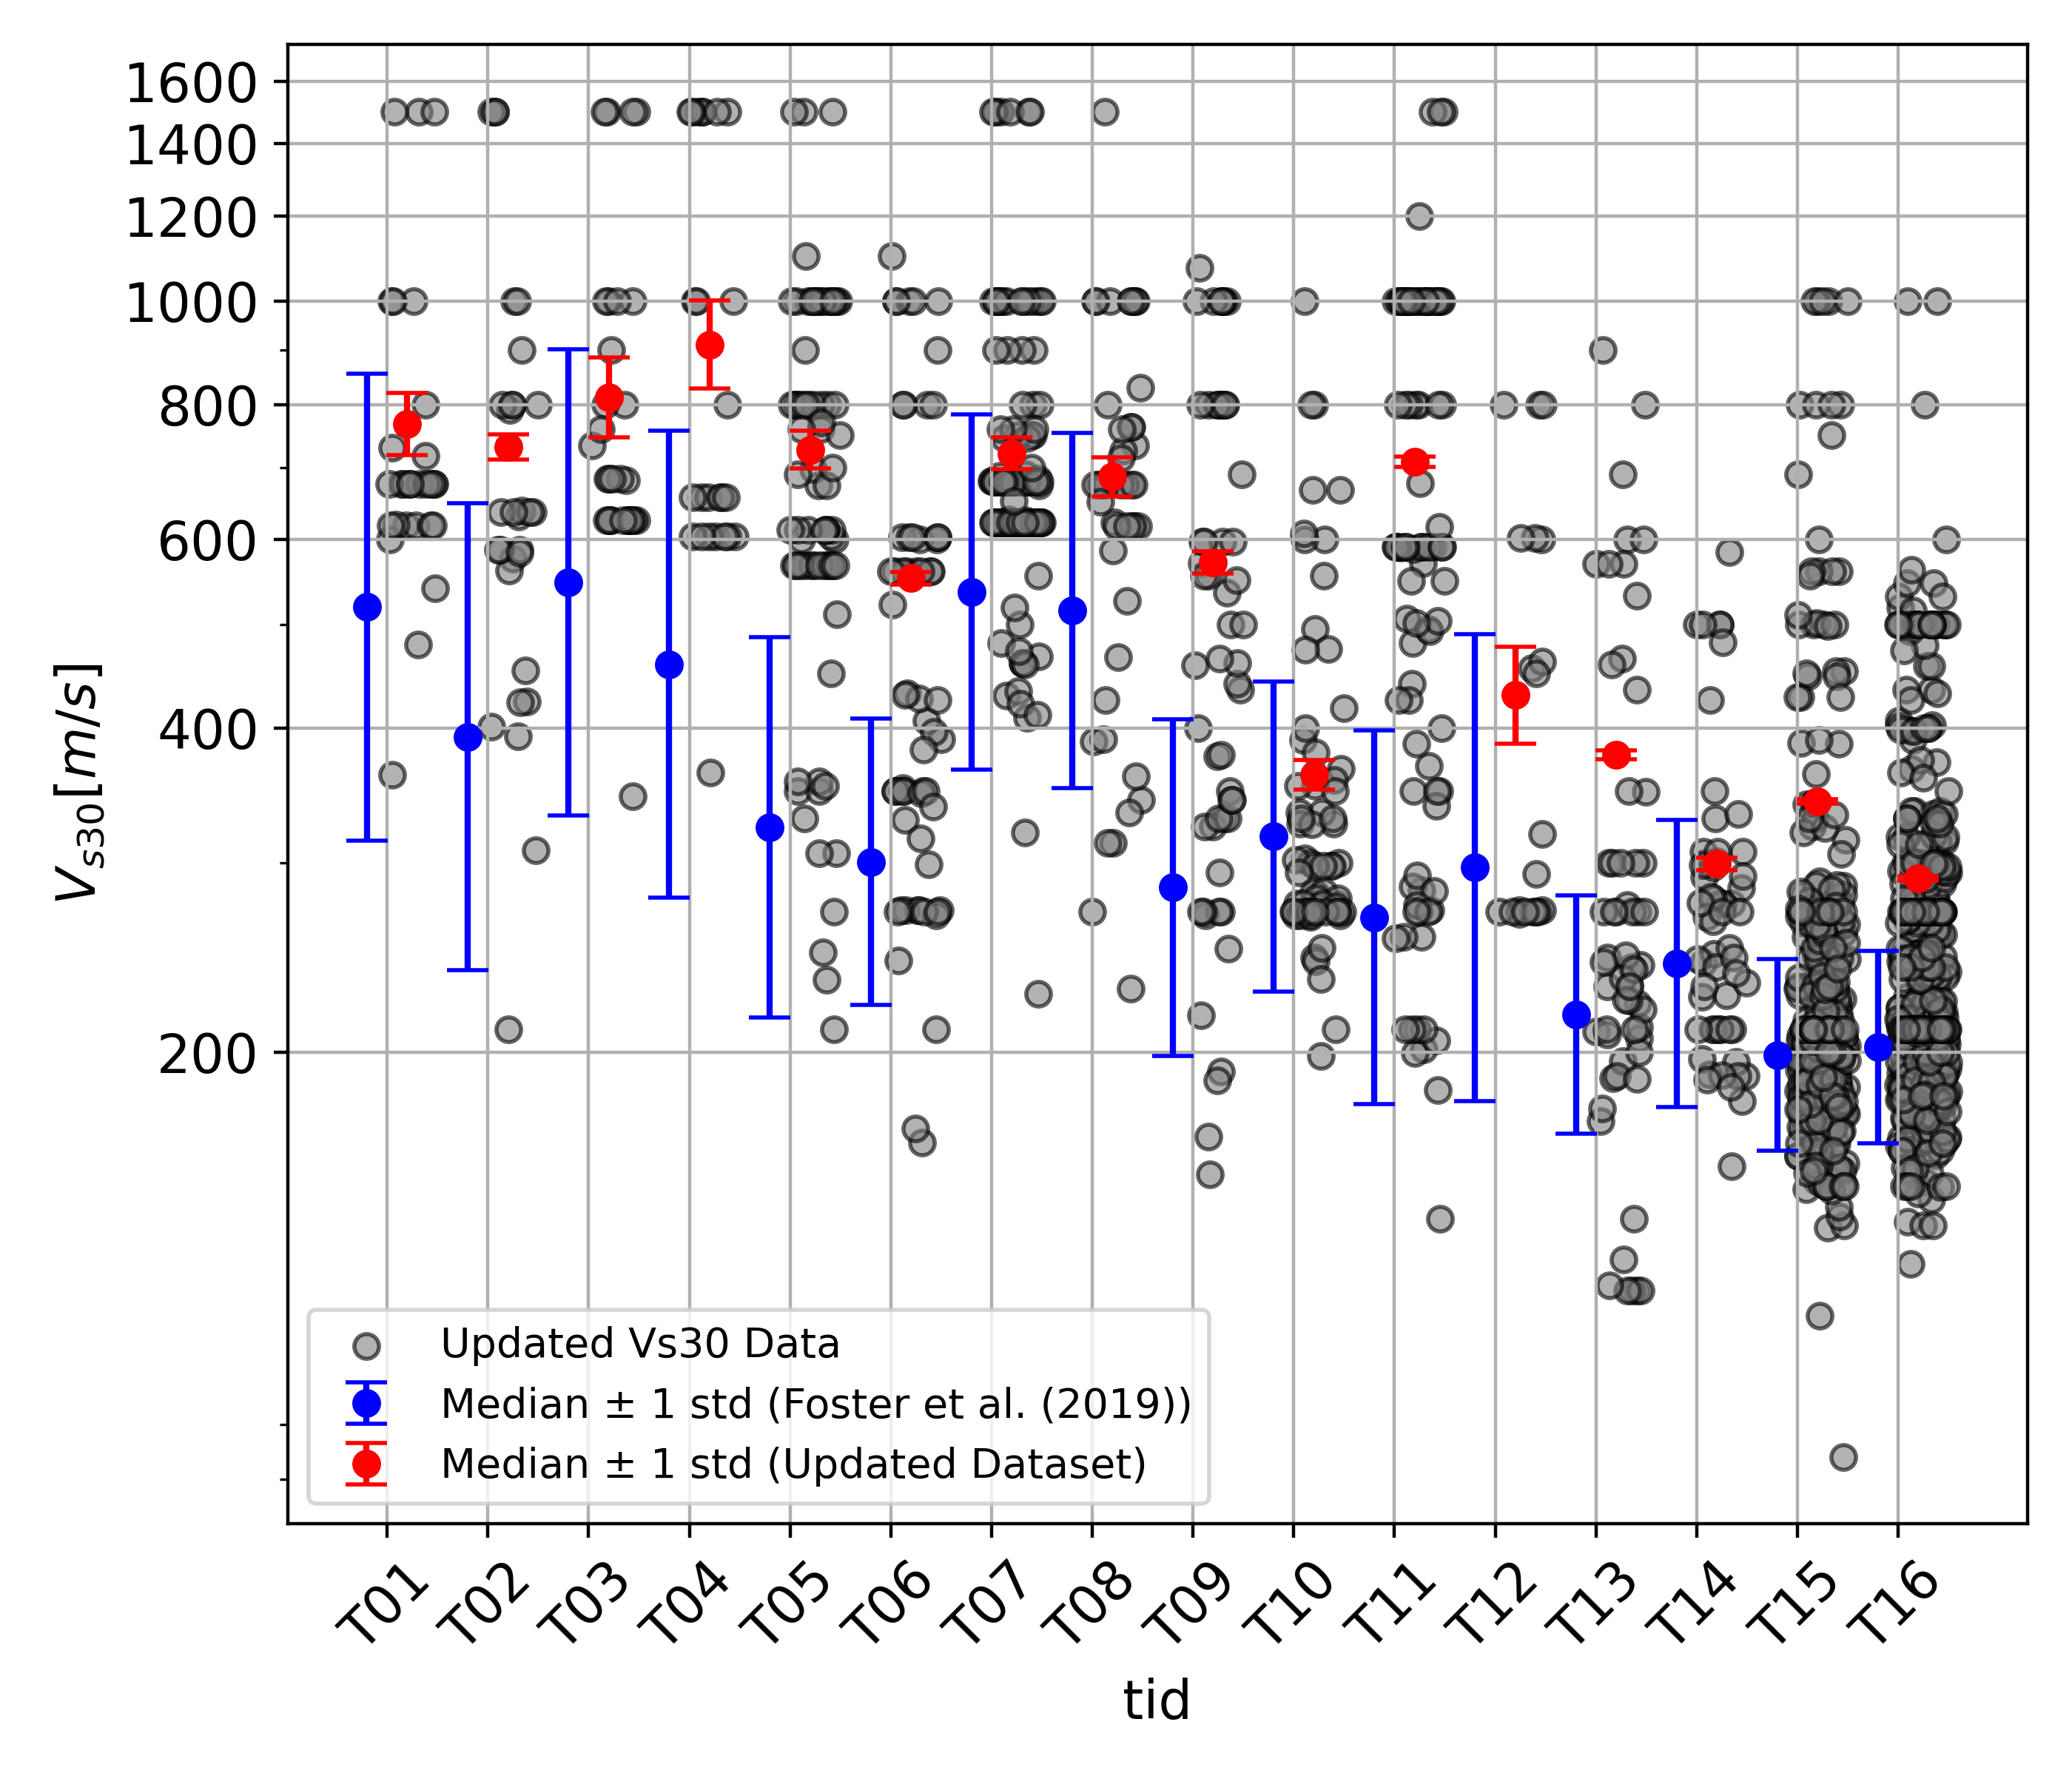 1600
1400
1200
1000
800
600
400
200
V_{s30}[m/s]
Updated Vs30 Data
Median ± 1 std (Foster et al. (2019))
Median ± 1 std (Updated Dataset)
T01 T02 T03 T04 T05 T06 T07 T08 T09 T10 T11 T12 T13 T14 T15 T16
tid